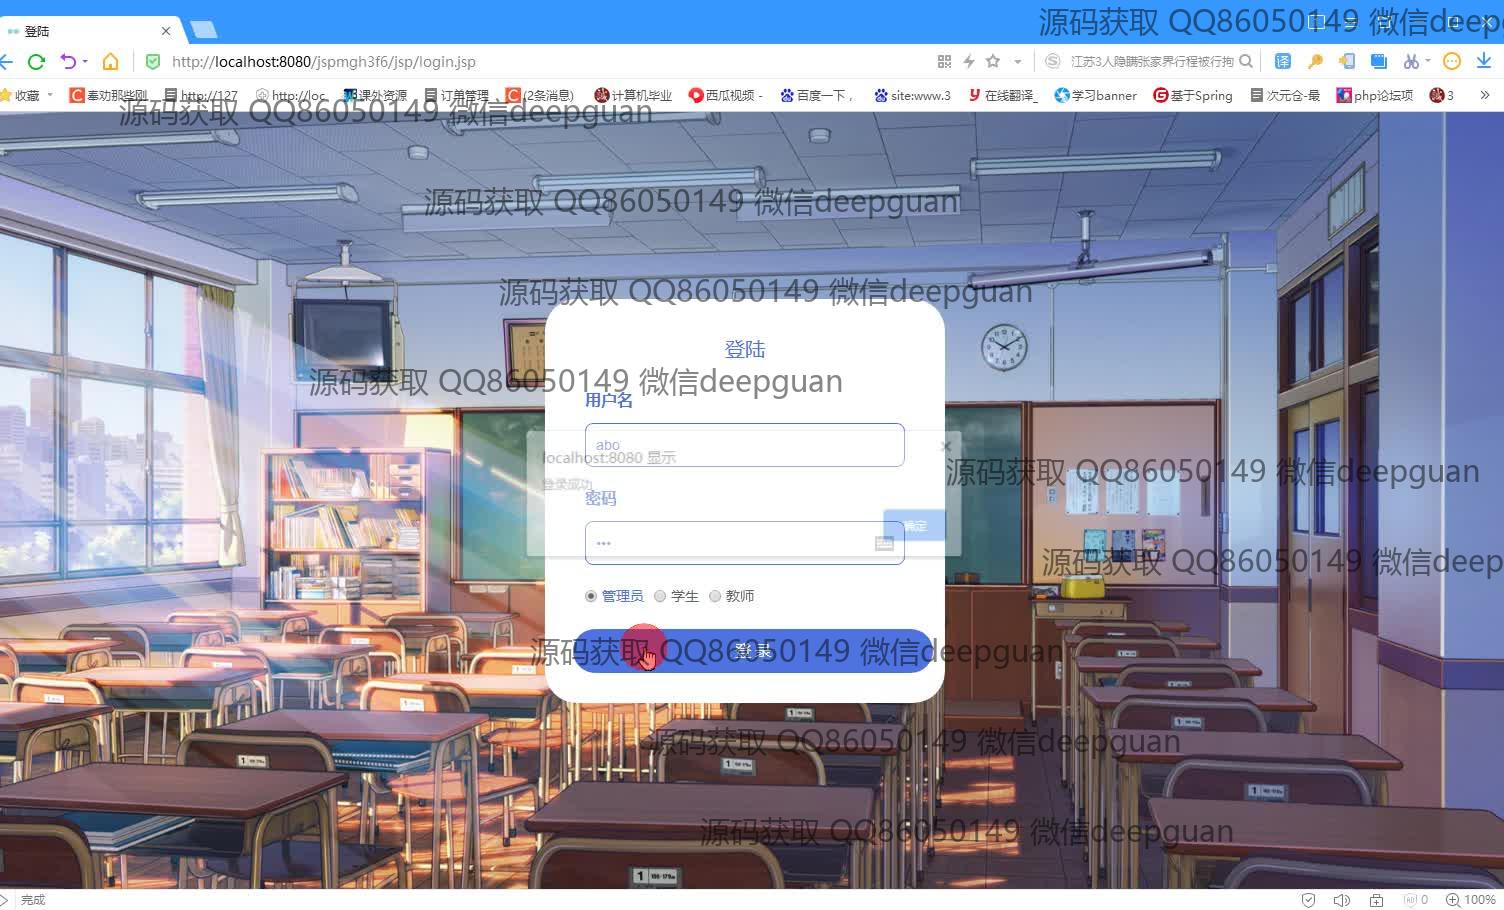 登陆
源码获取 QQ86050149 微信deepg
http://localhost:8080/jspmgh3f6/jsp/login.jsp
江苏3人隐瞒张家界行程被行拘
译
收藏
奉劝那些刚
http://127
http://loc
课外资源
订单管理
(2条消息)
计算机毕业
西瓜视频 -
百度一下，
site:www.3
在线翻译_
学习banner
基于Spring
次元仓-最
php论坛项
3
»
源码获取 QQ86050149 微信deepguan
源码获取 QQ86050149 微信deepguan
源码获取 QQ86050149 微信deepguan
登陆
源码获取 QQ86050149 微信deepguan
用户名
abo
localhost:8080 显示
登录成功
源码获取 QQ86050149 微信deepguan
密码
确定
•••
源码获取 QQ86050149 微信deep
管理员
学生
教师
登录
源码获取 QQ86050149 微信deepguan
源码获取 QQ86050149 微信deepguan
源码获取 QQ86050149 微信deepguan
完成
0
100%